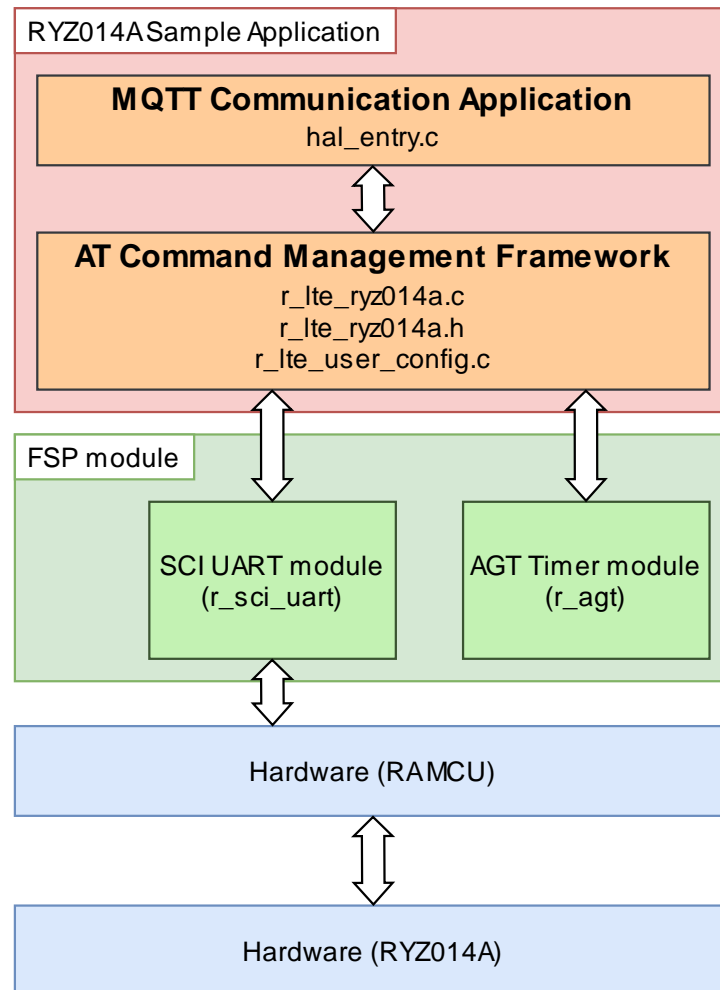 RYZ014A Sample Application
MQTT Communication Application
hal_entry.c
AT Command Management Framework
r_lte_ryz014a.c
r_lte_ryz014a.h
r_lte_user_config.c
FSP module
SCI UART module
(r_sci_uart)
AGT Timer module
(r_agt)
Hardware (RAMCU)
Hardware (RYZ014A)